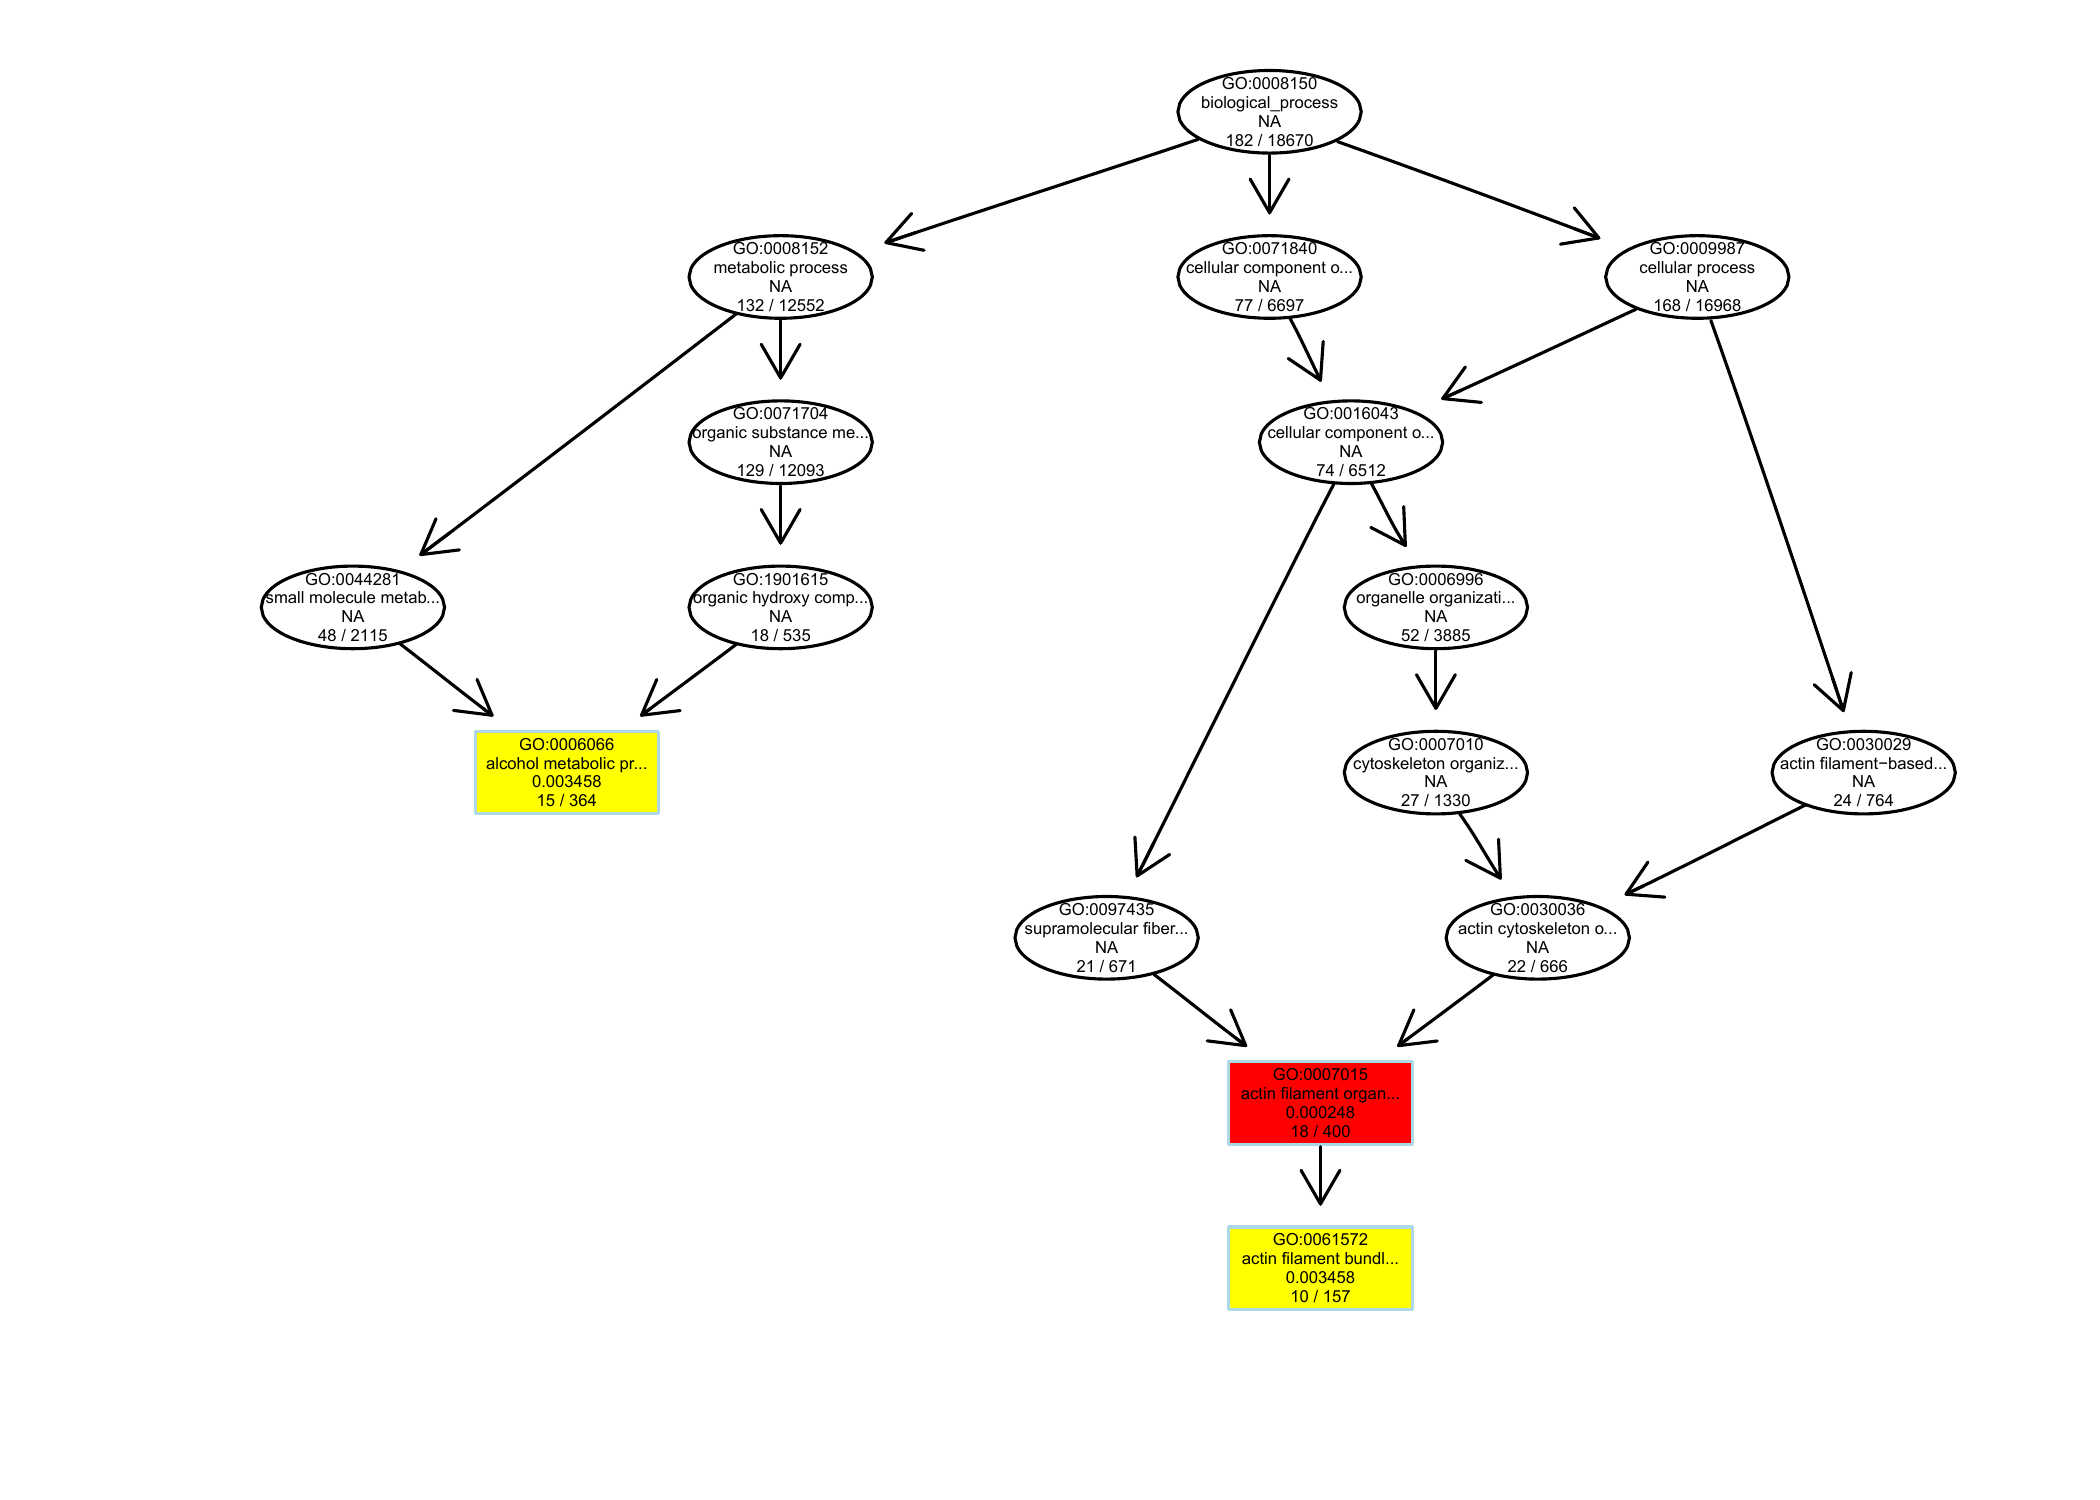 GO:0008150
biological_process
NA
182 / 18670
GO:0008152
metabolic process
NA
132 / 12552
GO:0071840
cellular component o...
NA
77 / 6697
GO:0009987
cellular process
NA
168 / 16968
GO:0071704
organic substance me...
NA
129 / 12093
GO:0016043
cellular component o...
NA
74 / 6512
GO:0044281
small molecule metab...
NA
48 / 2115
GO:1901615
organic hydroxy comp...
NA
18 / 535
GO:0006996
organelle organizati...
NA
52 / 3885
GO:0006066
alcohol metabolic pr...
0.003458
15 / 364
GO:0007010
cytoskeleton organiz...
NA
27 / 1330
GO:0030029
actin filament−based...
NA
24 / 764
GO:0097435
supramolecular fiber...
NA
21 / 671
GO:0030036
actin cytoskeleton o...
NA
22 / 666
GO:0007015
actin filament organ...
0.000248
18 / 400
GO:0061572
actin filament bundl...
0.003458
10 / 157